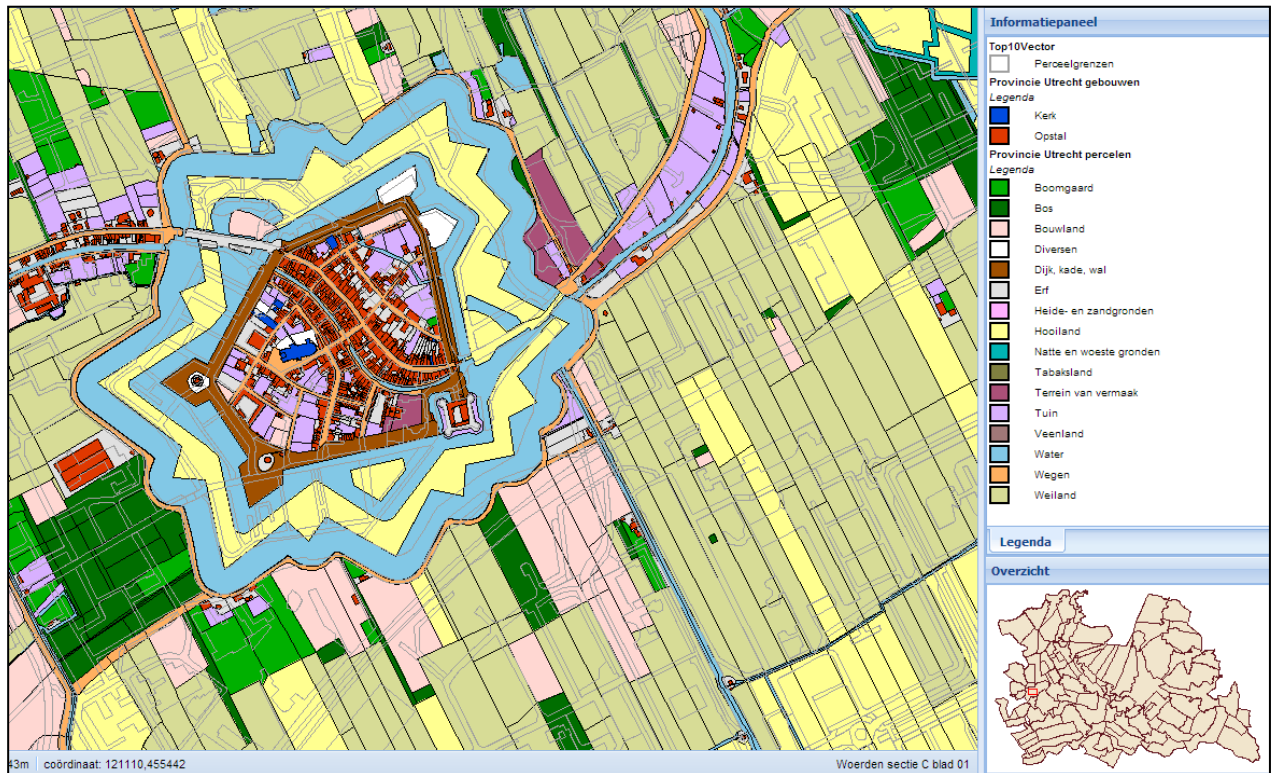 Informatiepaneel
Top10Vector
Perceelgrenzen
Provincie Utrecht gebouwen
Legenda
Kerk
Opstal
Provincie Utrecht percelen
Legenda
Boomgaard
Bos
Bouwland
Diversen
Dijk, kade, wal
Erf
Heide- en zandgronden
Hooiland
Natte en woeste gronden
Tabaksland
Terrein van vermaak
Tuin
Veenland
Water
Wegen
Weiland
Legenda
Overzicht
43m coördinaat: 121110,455442 Woerden sectie C blad 01